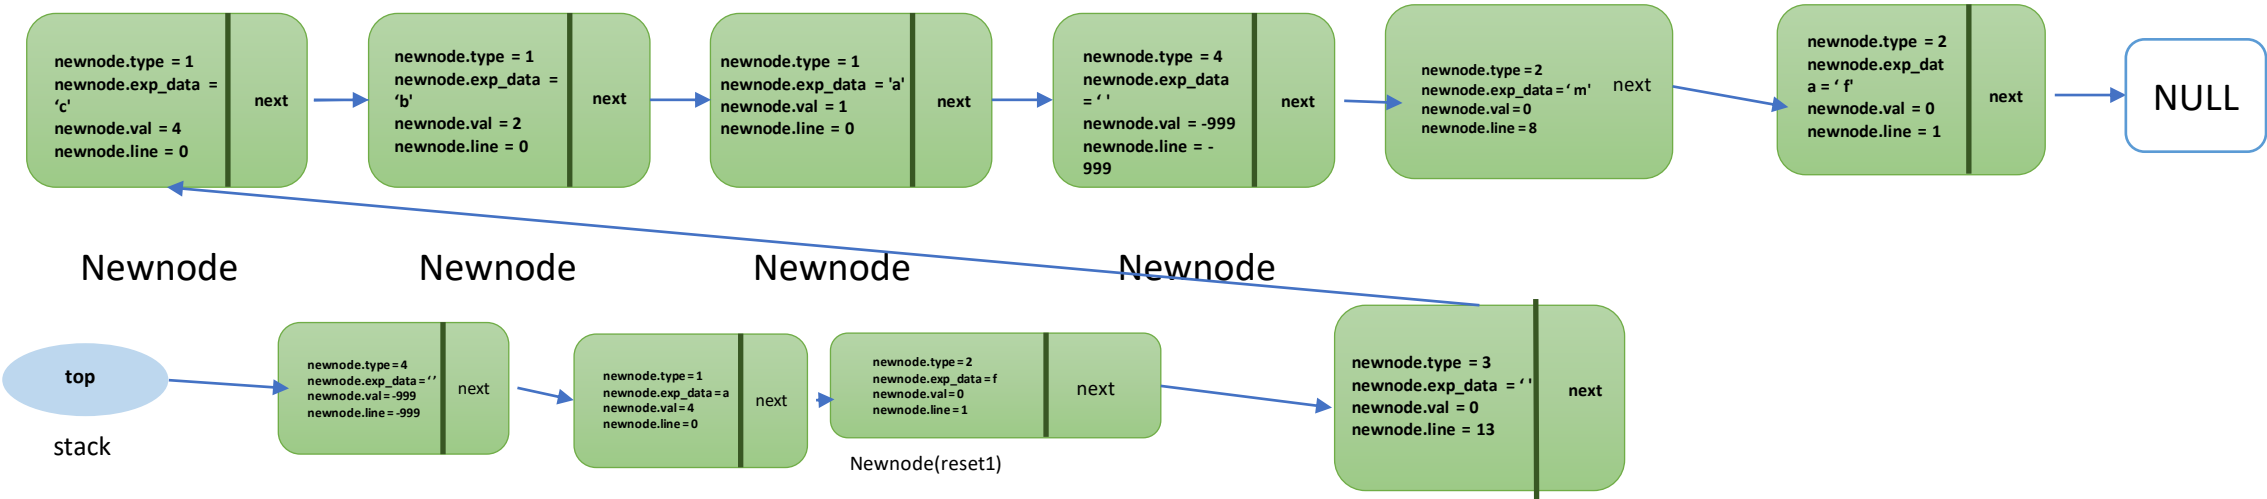 newnode.type = 1
newnode.exp_data =
‘c'
newnode.val = 4
newnode.line = 0
next
newnode.type = 1
newnode.exp_data =
‘b'
newnode.val = 2
newnode.line = 0
next
newnode.type = 1
newnode.exp_data = 'a'
newnode.val = 1
newnode.line = 0
next
newnode.type = 4
newnode.exp_data
= ‘ '
newnode.val = -999
newnode.line = -
999
next
newnode.type = 2
newnode.exp_data = ‘ m'
newnode.val = 0
newnode.line = 8
next
newnode.type = 2
newnode.exp_dat
a = ‘ f'
newnode.val = 0
newnode.line = 1
next
NULL
Newnode
Newnode
Newnode
Newnode
top
stack
newnode.type = 4
newnode.exp_data = ‘ ’
newnode.val = -999
newnode.line = -999
next
newnode.type = 1
newnode.exp_data = a
newnode.val = 4
newnode.line = 0
next
newnode.type = 2
newnode.exp_data = f
newnode.val = 0
newnode.line = 1
next
Newnode(reset1)
newnode.type = 3
newnode.exp_data = ‘ '
newnode.val = 0
newnode.line = 13
next